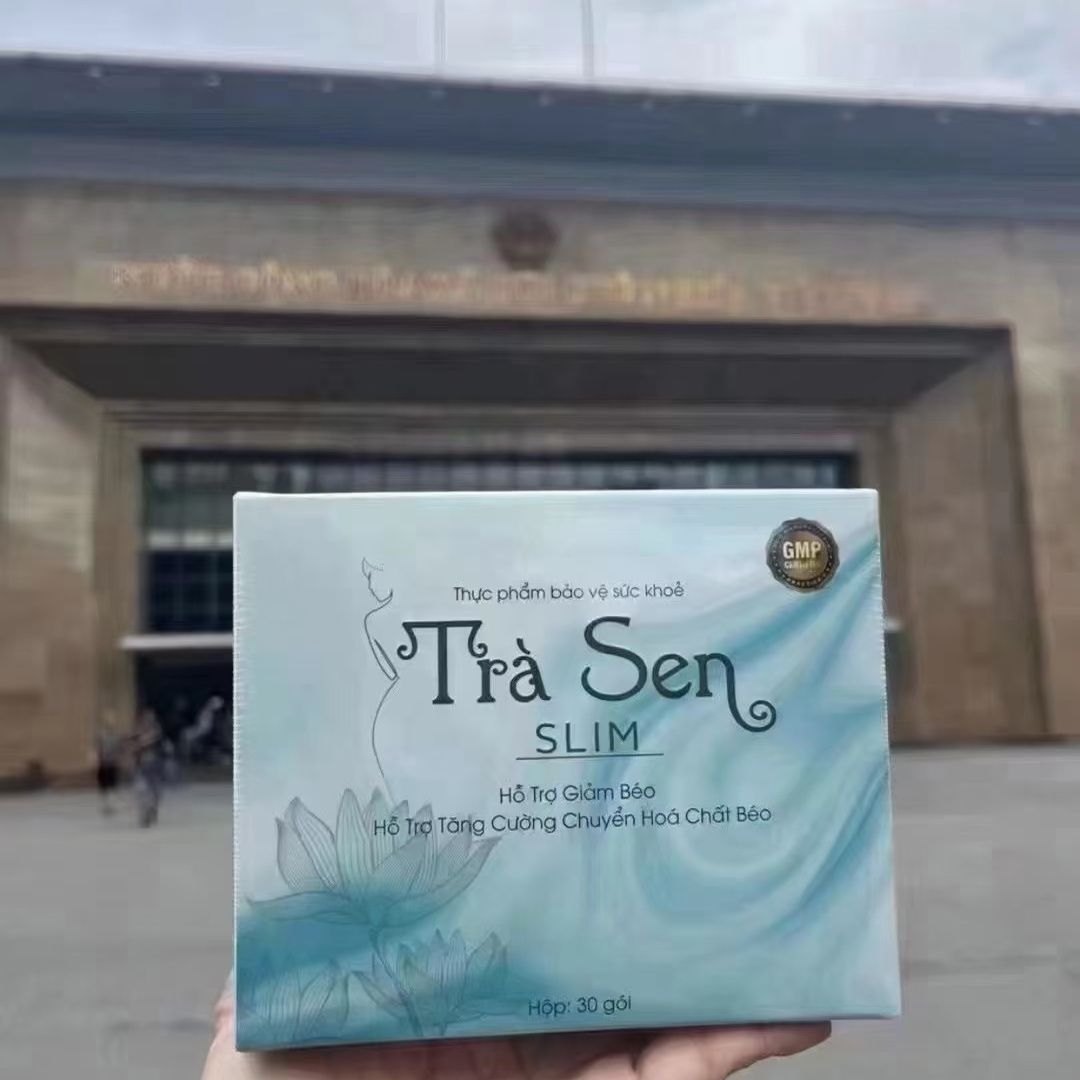 GMP
Thực phẩm bảo vệ sức khoẻ
Trà Sen
SLIM
Hỗ Trợ Giảm Béo
Hỗ Trợ Tăng Cường Chuyển Hoá Chất Béo
Hộp: 30 gói